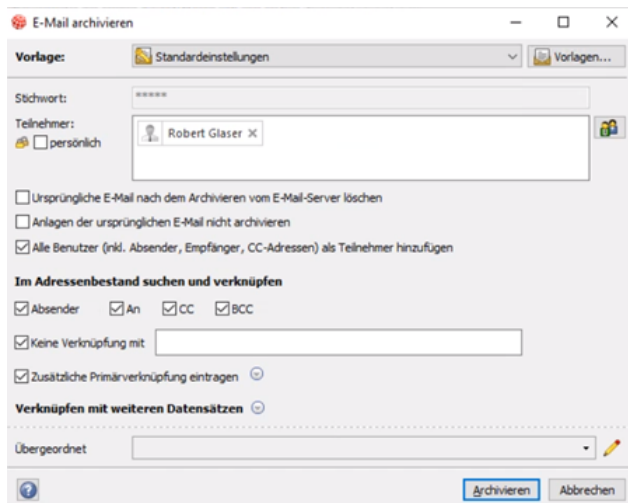 E-Mail archivieren
Vorlage: Standardeinstellungen Vorlagen...
Stichwort: *****
Teilnehmer:
persönlich
Robert Glaser
Ursprüngliche E-Mail nach dem Archivieren vom E-Mail-Server löschen
Anlagen der ursprünglichen E-Mail nicht archivieren
Alle Benutzer (inkl. Absender, Empfänger, CC-Adressen) als Teilnehmer hinzufügen
Im Adressenbestand suchen und verknüpfen
Absender An CC BCC
Keine Verknüpfung mit
Zusätzliche Primärverknüpfung eintragen
Verknüpfen mit weiteren Datensätzen
Übergeordnet
Archivieren Abbrechen